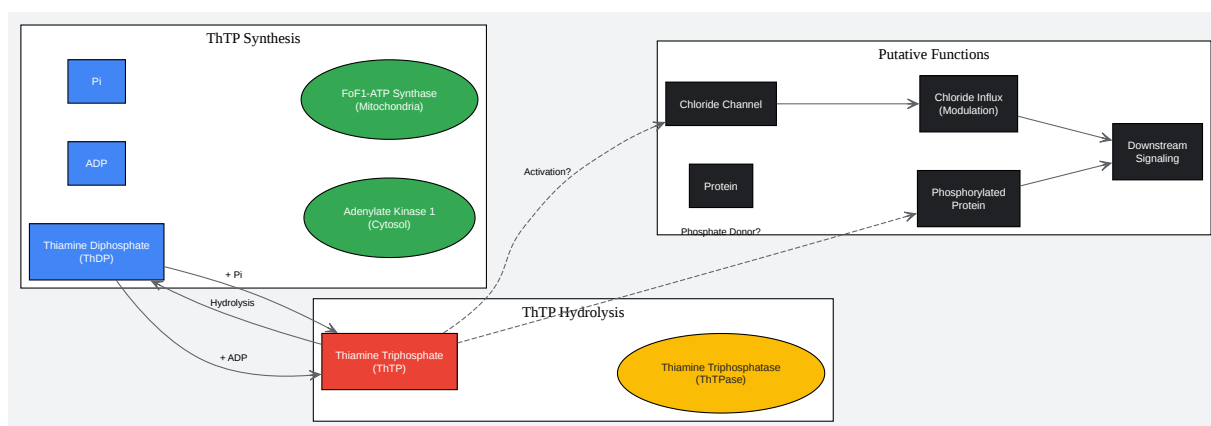 ThTP Synthesis
Pi
FoF1-ATP Synthase
(Mitochondria)
ADP
Adenylate Kinase 1
(Cytosol)
Thiamine Diphosphate
(ThDP)
+ Pi
Hydrolysis
+ ADP
ThTP Hydrolysis
Thiamine Triphosphate
(ThTP)
Thiamine Triphosphatase
(ThTPase)
Activation?
Phosphate Donor?
Putative Functions
Chloride Channel
Chloride Influx
(Modulation)
Downstream
Signaling
Protein
Phosphorylated
Protein